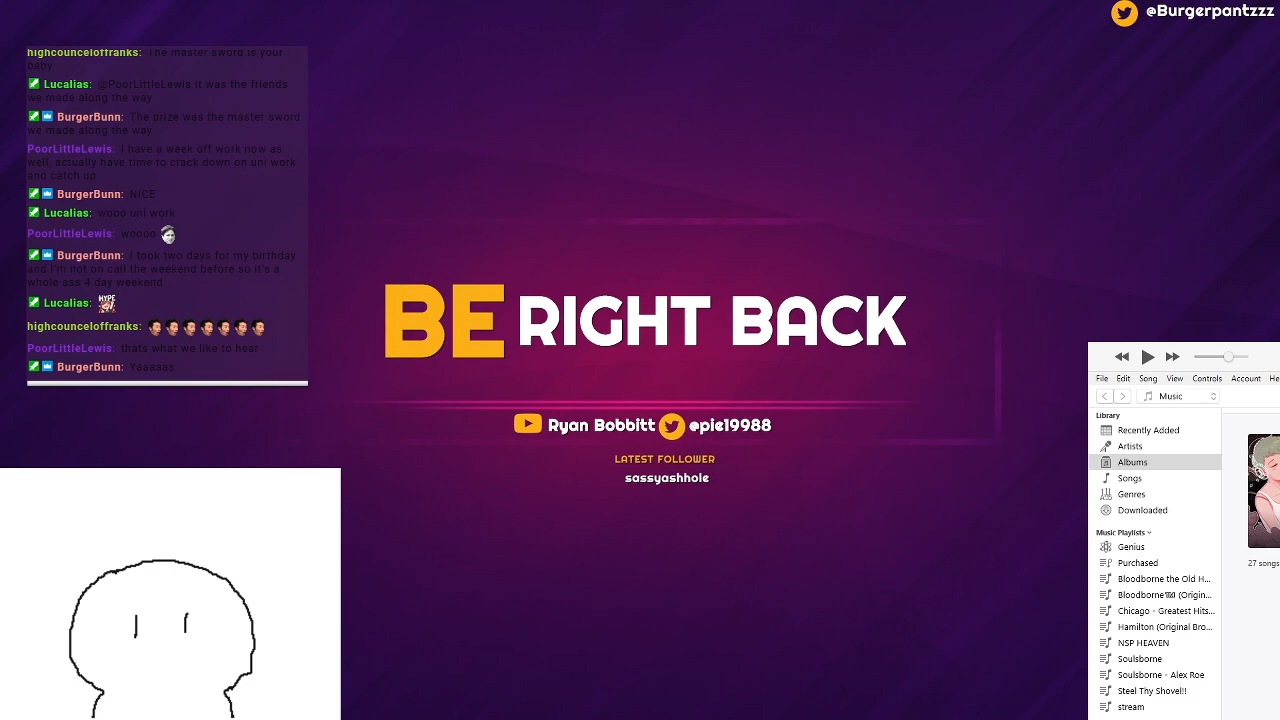 @Burgerpantzzz
highcounceloffranks: The master sword is your
baby
Lucalias: @PoorLittleLewis it was the friends
we made along the way
BurgerBunn: The prize was the master sword
we made along the way
PoorLittleLewis: I have a week off work now as
well, actually have time to crack down on uni work
and catch up
BurgerBunn: NICE
Lucalias: wooo uni work
PoorLittleLewis: woooo
BurgerBunn: I took two days for my birthday
and I'm not on call the weekend before so it's a
whole ass 4 day weekend
Lucalias: HYPE
highcounceloffranks:
PoorLittleLewis: thats what we like to hear
BurgerBunn: Yaaaaas
BE RIGHT BACK
Ryan Bobbitt @pie19988
LATEST FOLLOWER
sassyashhole
File Edit Song View Controls Account He
Music
Library
Recently Added
Artists
Albums
Songs
Genres
Downloaded
27 songs
Music Playlists
Genius
Purchased
Bloodborne the Old H...
Bloodborne™ (Origin...
Chicago - Greatest Hits...
Hamilton (Original Bro...
NSP HEAVEN
Soulsborne
Soulsborne - Alex Roe
Steel Thy Shovel!!
stream